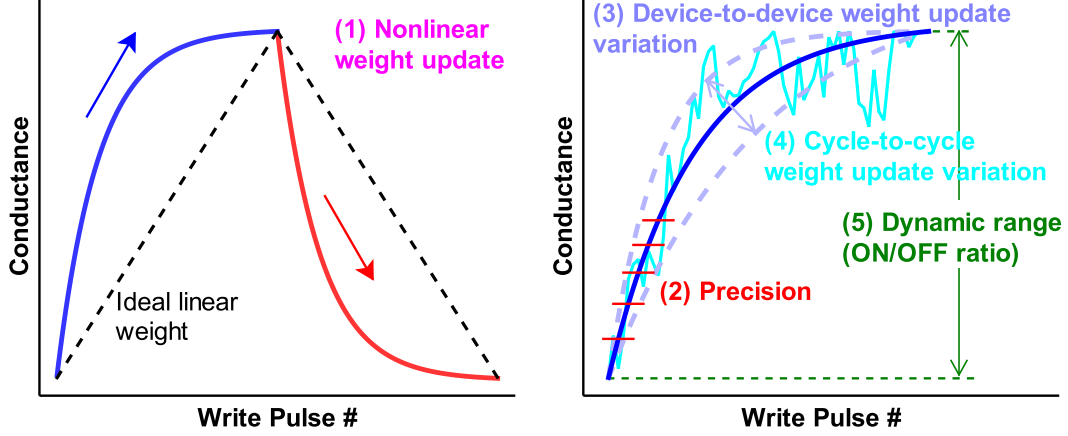 (1) Nonlinear
weight update
Ideal linear
weight
Conductance
Write Pulse #
(3) Device-to-device weight update
variation
(4) Cycle-to-cycle
weight update variation
(5) Dynamic range
(ON/OFF ratio)
(2) Precision
Conductance
Write Pulse #